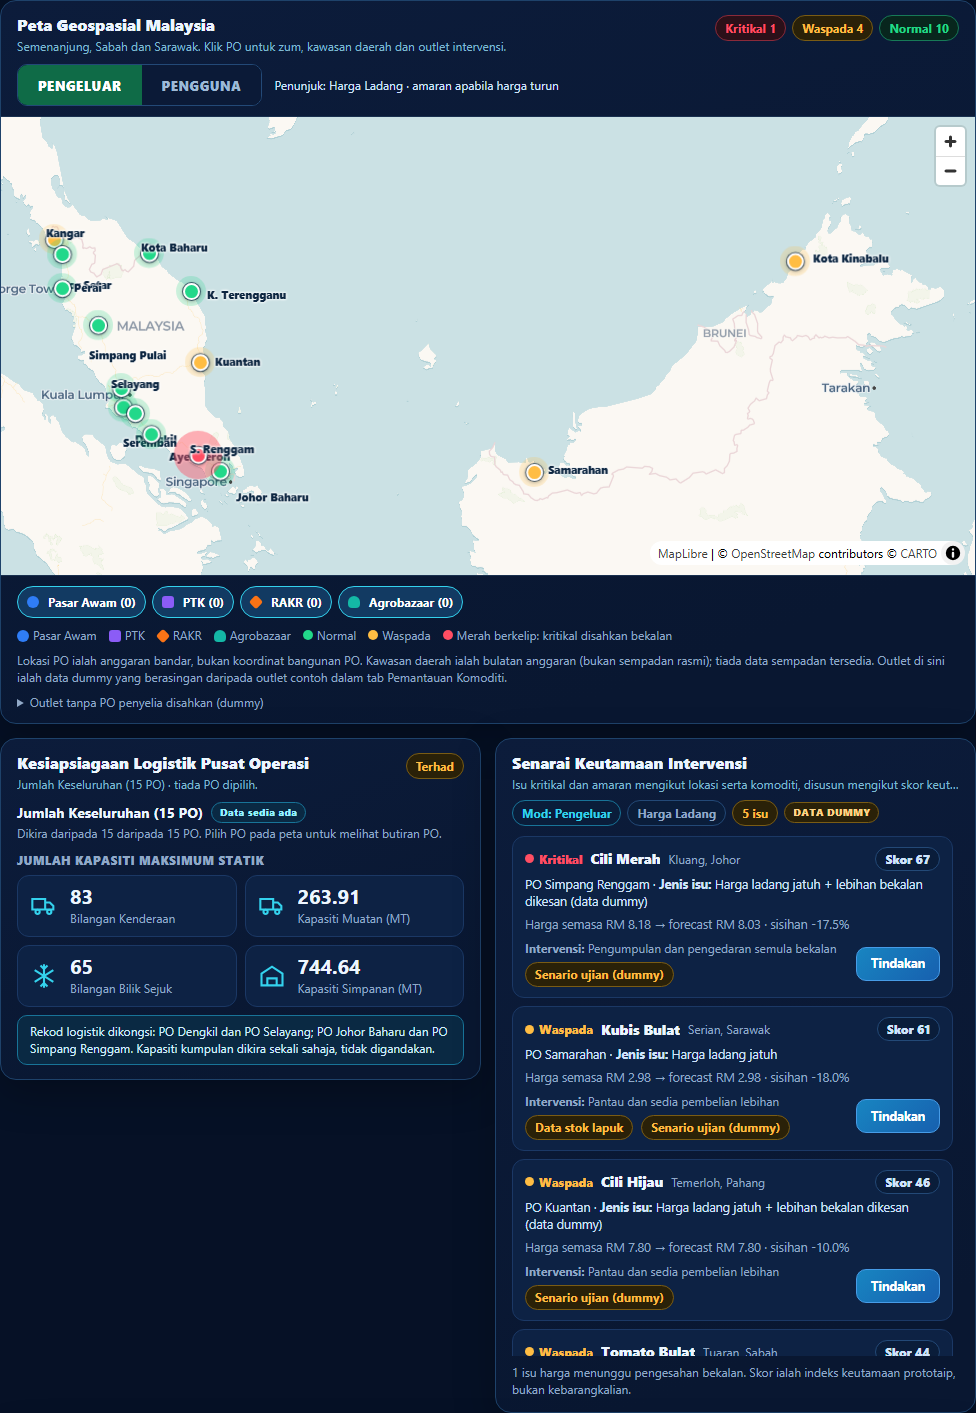 Peta Geospasial Malaysia
Semenanjung, Sabah dan Sarawak. Klik PO untuk zum, kawasan daerah dan outlet intervensi.
Kritikal 1
Waspada 4
Normal 10
PENGELUAR
PENGGUNA
Penunjuk: Harga Ladang · amaran apabila harga turun
+
−
Kangar
Kota Baharu
Perai
K. Terengganu
MALAYSIA
Simpang Pulai
Kuantan
Selayang
Kuala Lumpur
Seremban
S. Renggam
Singapore
Johor Baharu
Kota Kinabalu
BRUNEI
Tarakan
Samarahan
MapLibre | © OpenStreetMap contributors © CARTO
Pasar Awam (0)
PTK (0)
RAKR (0)
Agrobazaar (0)
Pasar Awam
PTK
RAKR
Agrobazaar
Normal
Waspada
Merah berkelip: kritikal disahkan bekalan
Lokasi PO ialah anggaran bandar, bukan koordinat bangunan PO. Kawasan daerah ialah bulatan anggaran (bukan sempadan rasmi); tiada data sempadan tersedia. Outlet di sini
ialah data dummy yang berasingan daripada outlet contoh dalam tab Pemantauan Komoditi.
Outlet tanpa PO penyelia disahkan (dummy)
Kesiapsiagaan Logistik Pusat Operasi
Terhad
Jumlah Keseluruhan (15 PO) · tiada PO dipilih.
Jumlah Keseluruhan (15 PO)
Data sedia ada
Dikira daripada 15 daripada 15 PO. Pilih PO pada peta untuk melihat butiran PO.
JUMLAH KAPASITI MAKSIMUM STATIK
83
Bilangan Kenderaan
263.91
Kapasiti Muatan (MT)
65
Bilangan Bilik Sejuk
744.64
Kapasiti Simpanan (MT)
Rekod logistik dikongsi: PO Dengkil dan PO Selayang; PO Johor Baharu dan PO
Simpang Renggam. Kapasiti kumpulan dikira sekali sahaja, tidak digandakan.
Senarai Keutamaan Intervensi
Isu kritikal dan amaran mengikut lokasi serta komoditi, disusun mengikut skor keut...
Mod: Pengeluar
Harga Ladang
5 isu
DATA DUMMY
Kritikal Cili Merah Kluang, Johor
Skor 67
PO Simpang Renggam · Jenis isu: Harga ladang jatuh + lebihan bekalan
dikesan (data dummy)
Harga semasa RM 8.18 → forecast RM 8.03 · sisihan -17.5%
Intervensi: Pengumpulan dan pengedaran semula bekalan
Senario ujian (dummy)
Tindakan
Waspada Kubis Bulat Serian, Sarawak
Skor 61
PO Samarahan · Jenis isu: Harga ladang jatuh
Harga semasa RM 2.98 → forecast RM 2.98 · sisihan -18.0%
Intervensi: Pantau dan sedia pembelian lebihan
Data stok lapuk
Senario ujian (dummy)
Tindakan
Waspada Cili Hijau Temerloh, Pahang
Skor 46
PO Kuantan · Jenis isu: Harga ladang jatuh + lebihan bekalan dikesan
(data dummy)
Harga semasa RM 7.80 → forecast RM 7.80 · sisihan -10.0%
Intervensi: Pantau dan sedia pembelian lebihan
Senario ujian (dummy)
Tindakan
Waspada Tomato Bulat Tuaran, Sabah
Skor 44
1 isu harga menunggu pengesahan bekalan. Skor ialah indeks keutamaan prototaip,
bukan kebarangkalian.